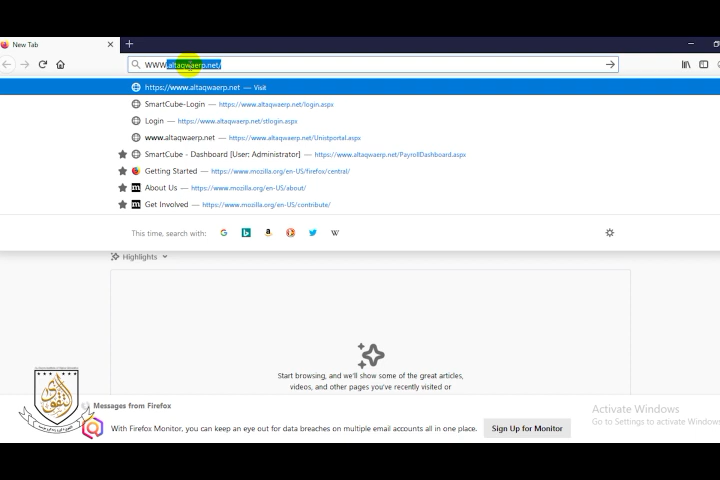 New Tab
WWW.altaqwaerp.net/
https://www.altaqwaerp.net — Visit
SmartCube-Login — https://www.altaqwaerp.net/login.aspx
Login — https://www.altaqwaerp.net/stlogin.aspx
www.altaqwaerp.net — https://www.altaqwaerp.net/Unistportal.aspx
SmartCube - Dashboard [User: Administrator] — https://www.altaqwaerp.net/PayrollDashboard.aspx
Getting Started — https://www.mozilla.org/en-US/firefox/central/
About Us — https://www.mozilla.org/en-US/about/
Get Involved — https://www.mozilla.org/en-US/contribute/
This time, search with:
Highlights
Start browsing, and we'll show some of the great articles,
videos, and other pages you've recently visited or
التقوى
Messages from Firefox
With Firefox Monitor, you can keep an eye out for data breaches on multiple email accounts all in one place.
Sign Up for Monitor
Activate Windows
Go to Settings to activate Windows